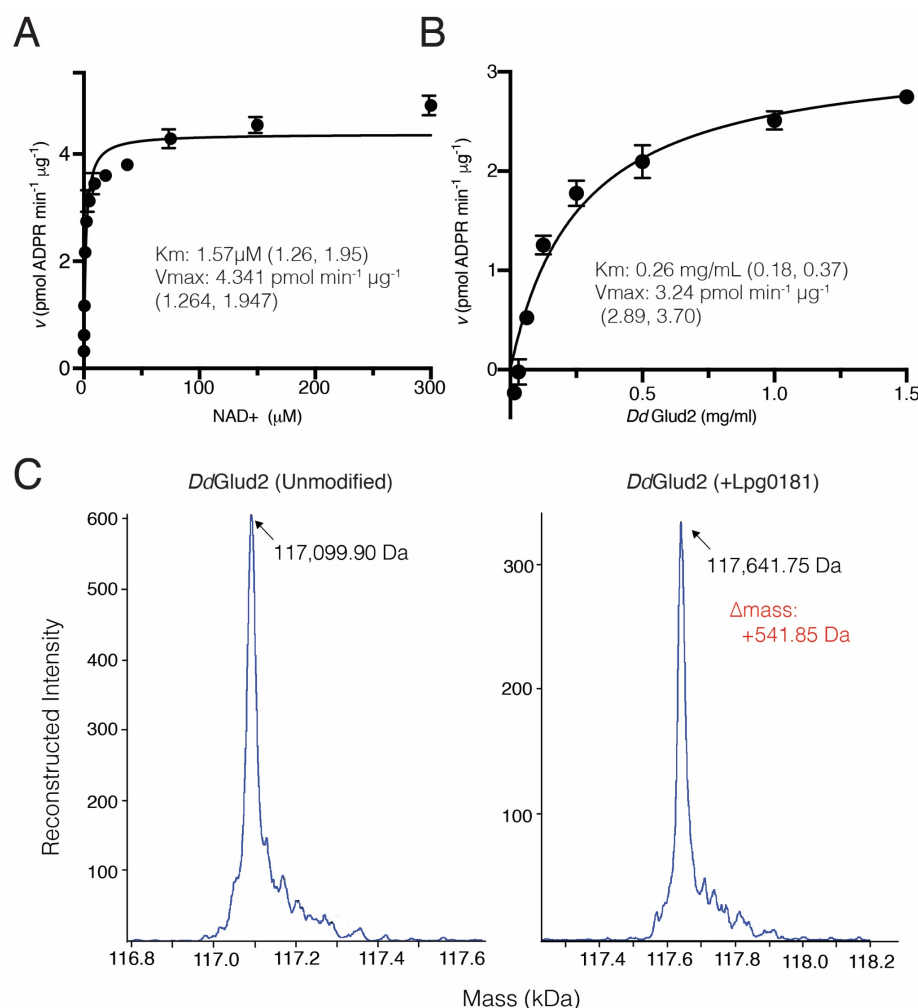 A
v (pmol ADPR min⁻¹ µg⁻¹)
4
2
0
Km: 1.57µM (1.26, 1.95)
Vmax: 4.341 pmol min⁻¹ µg⁻¹
(1.264, 1.947)
0
100
200
300
NAD+ (µM)
B
v (pmol ADPR min⁻¹ µg⁻¹)
3
2
1
0
Km: 0.26 mg/mL (0.18, 0.37)
Vmax: 3.24 pmol min⁻¹ µg⁻¹
(2.89, 3.70)
0.5
1.0
1.5
Dd Glud2 (mg/ml)
C
DdGlud2 (Unmodified)
Reconstructed Intensity
600
500
400
300
200
100
117,099.90 Da
116.8
117.0
117.2
117.4
117.6
DdGlud2 (+Lpg0181)
300
200
100
117,641.75 Da
Δmass:
+541.85 Da
117.4
117.6
117.8
118.0
118.2
Mass (kDa)